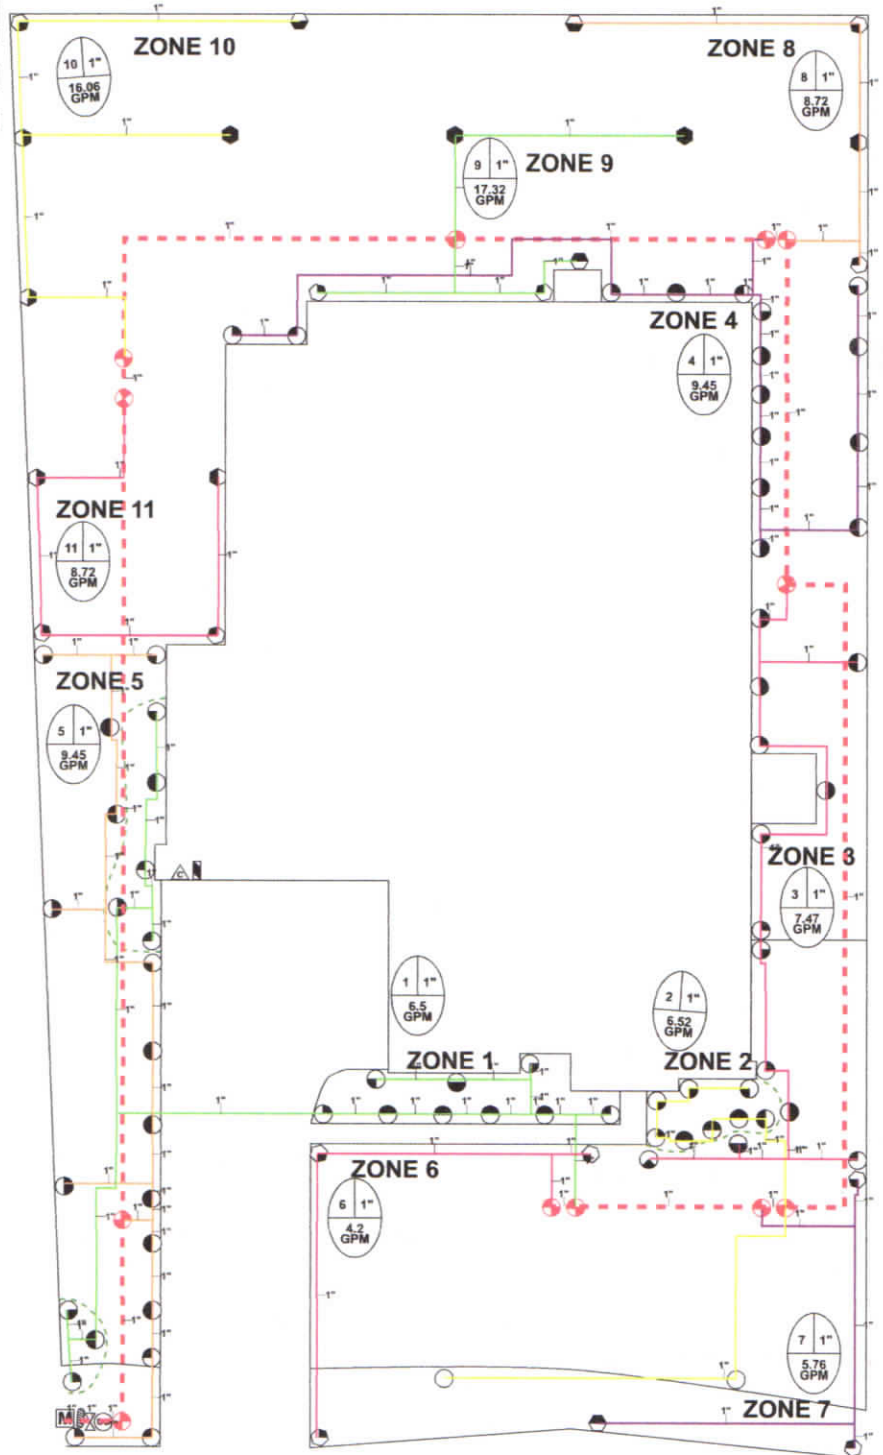 ZONE 10
10 1"
16.06
GPM
ZONE 8
8 1"
8.72
GPM
ZONE 9
9 1"
17.32
GPM
ZONE 4
4 1"
9.45
GPM
ZONE 11
11 1"
8.72
GPM
ZONE 5
5 1"
9.45
GPM
C
ZONE 3
3 1"
7.47
GPM
1 1"
6.5
GPM
ZONE 1
2 1"
6.52
GPM
ZONE 2
ZONE 6
6 1"
4.2
GPM
7 1"
5.76
GPM
ZONE 7
M